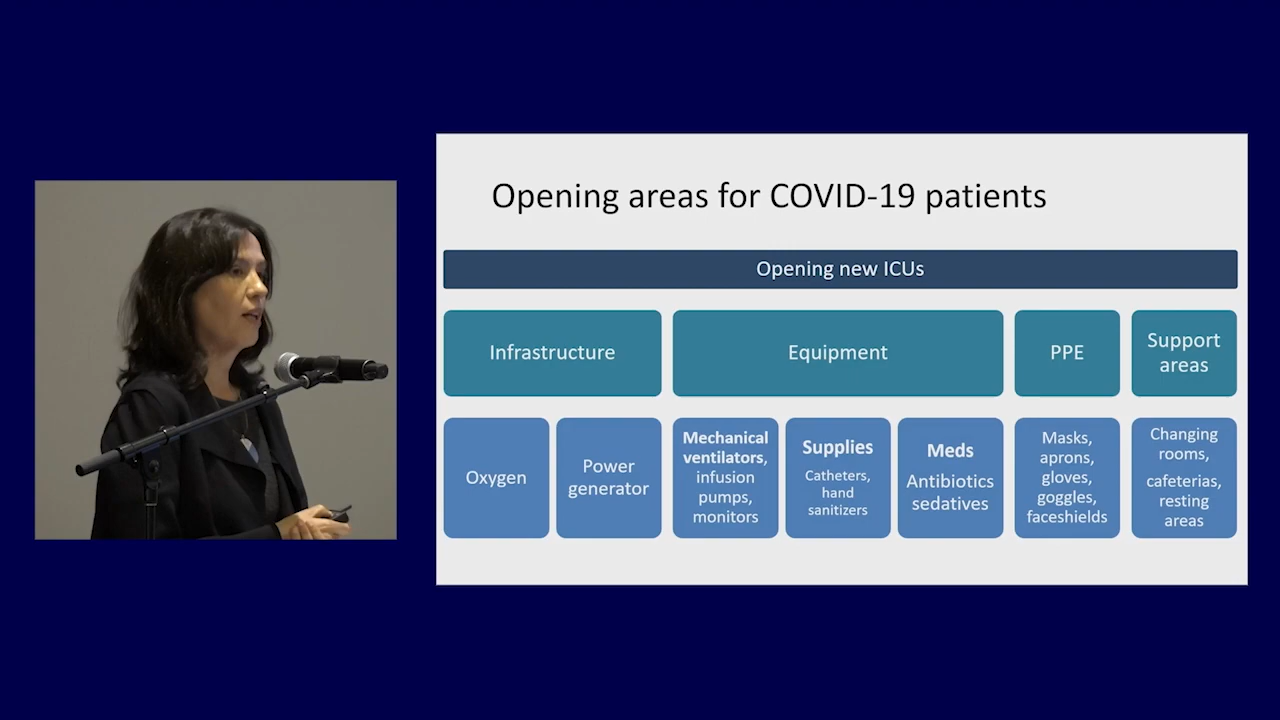 Opening areas for COVID-19 patients
Opening new ICUs
Infrastructure
Equipment
PPE
Support
areas
Oxygen
Power
generator
Mechanical
ventilators,
infusion
pumps,
monitors
Supplies
Catheters,
hand
sanitizers
Meds
Antibiotics
sedatives
Masks,
aprons,
gloves,
goggles,
faceshields
Changing
rooms,
cafeterias,
resting
areas